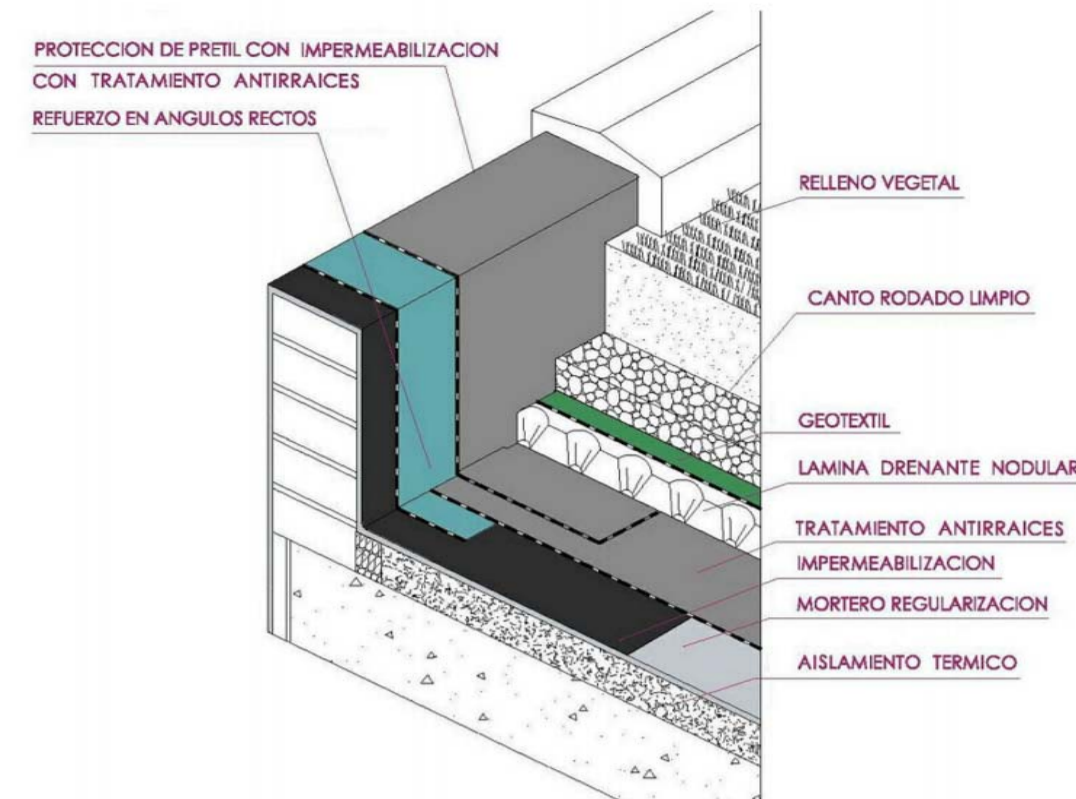 PROTECCION DE PRETIL CON IMPERMEABILIZACION
CON TRATAMIENTO ANTIRRAICES
REFUERZO EN ANGULOS RECTOS
RELLENO VEGETAL
CANTO RODADO LIMPIO
GEOTEXTIL
LAMINA DRENANTE NODULAR
TRATAMIENTO ANTIRRAICES
IMPERMEABILIZACION
MORTERO REGULARIZACION
AISLAMIENTO TERMICO